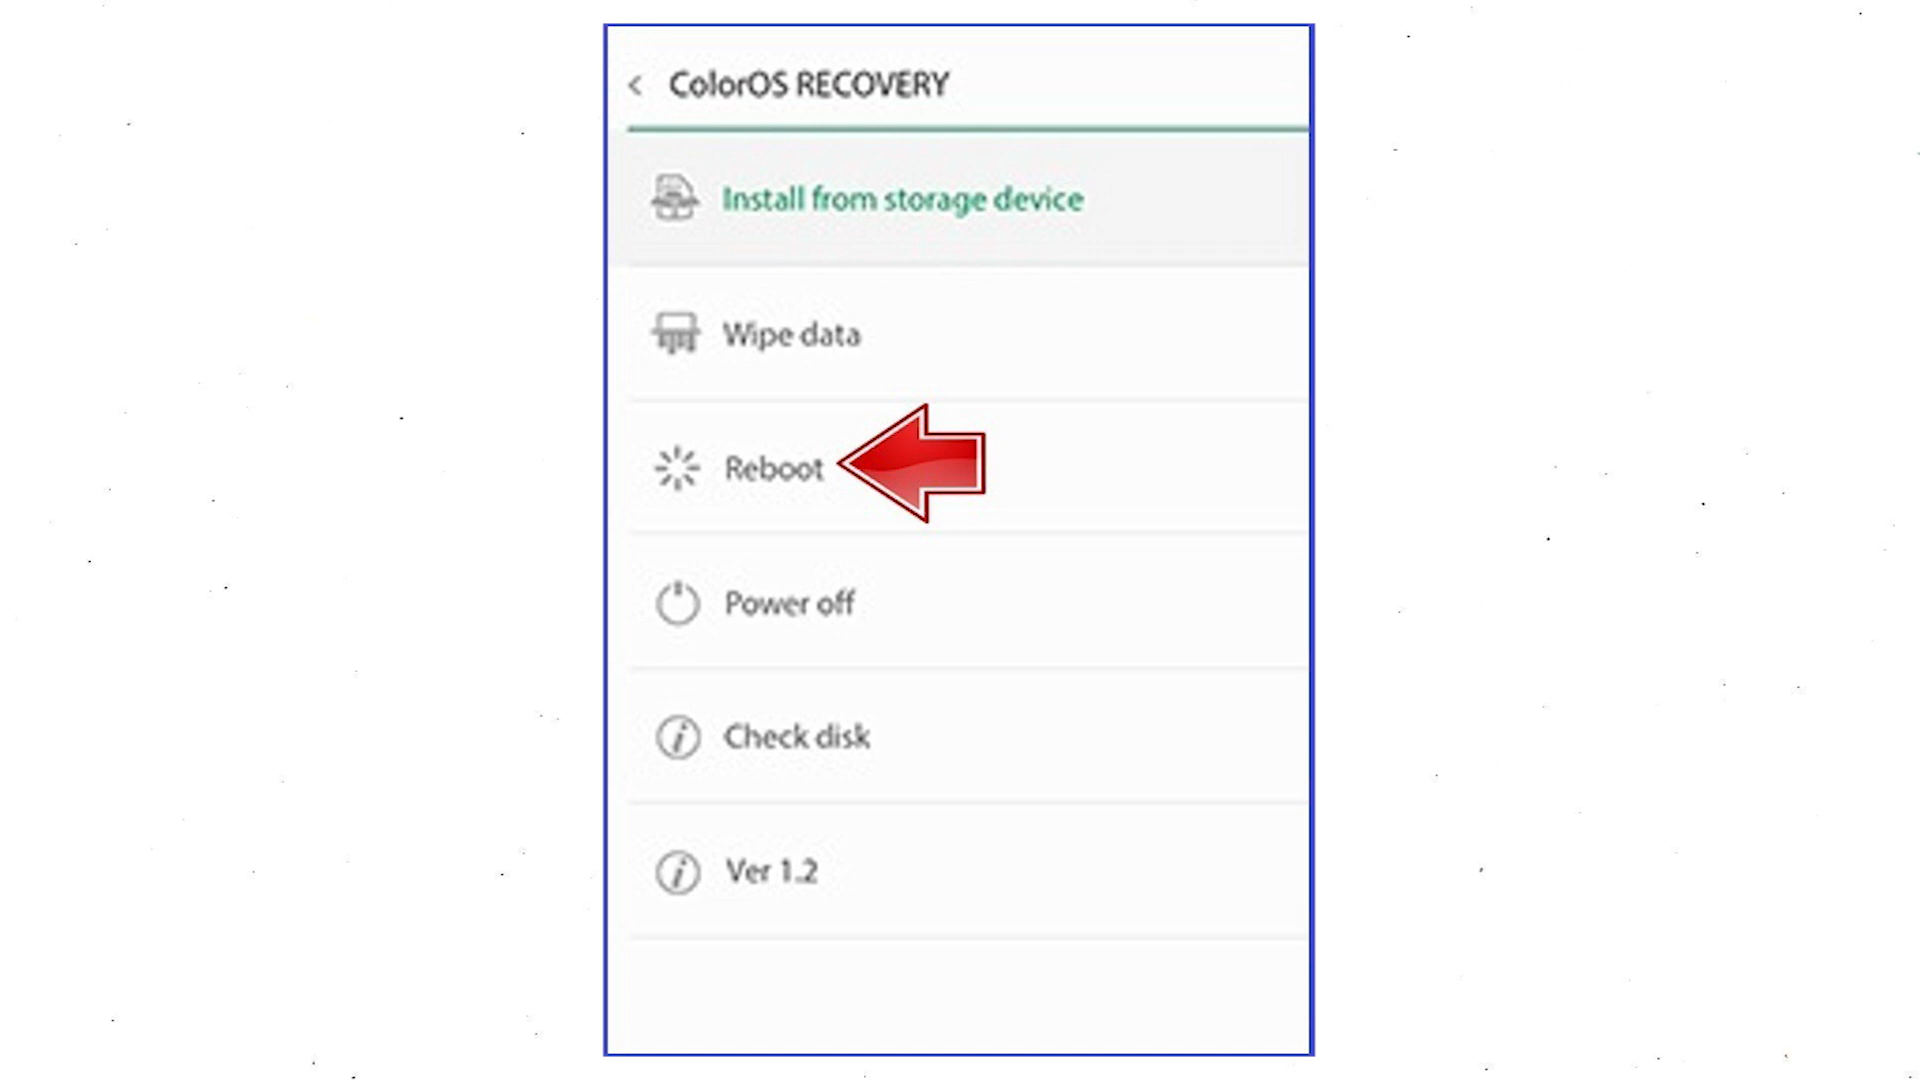 ColorOS RECOVERY
Install from storage device
Wipe data
Reboot
Power off
Check disk
Ver 1.2